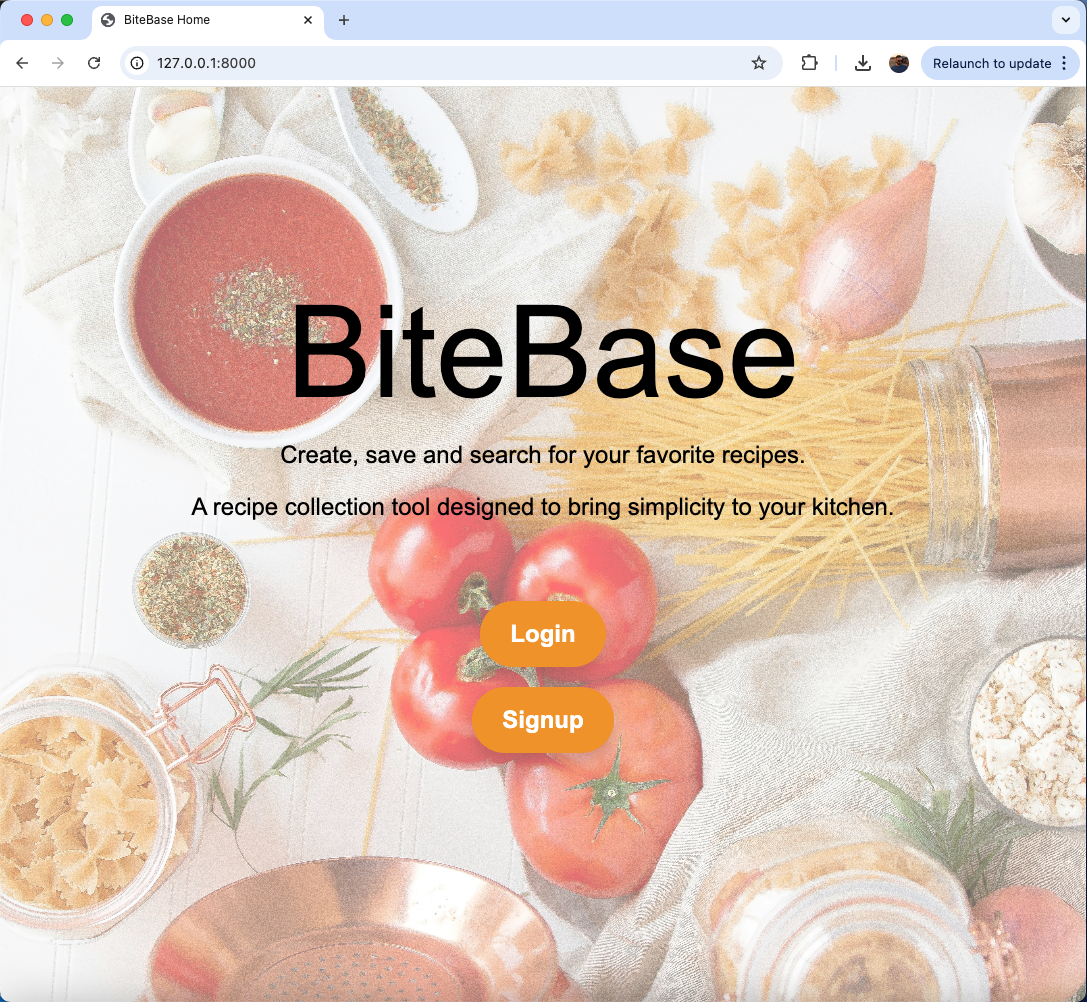 BiteBase Home
127.0.0.1:8000
Relaunch to update
BiteBase
Create, save and search for your favorite recipes.
A recipe collection tool designed to bring simplicity to your kitchen.
Login
Signup